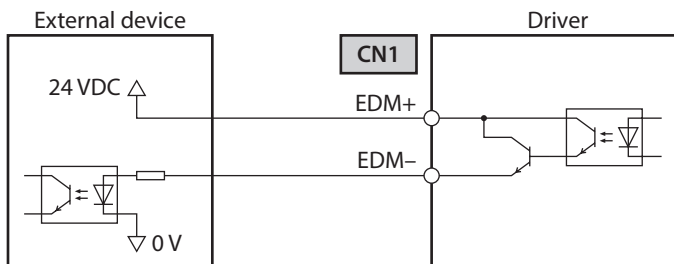 External device
Driver
CN1
24 VDC
EDM+
EDM–
0 V